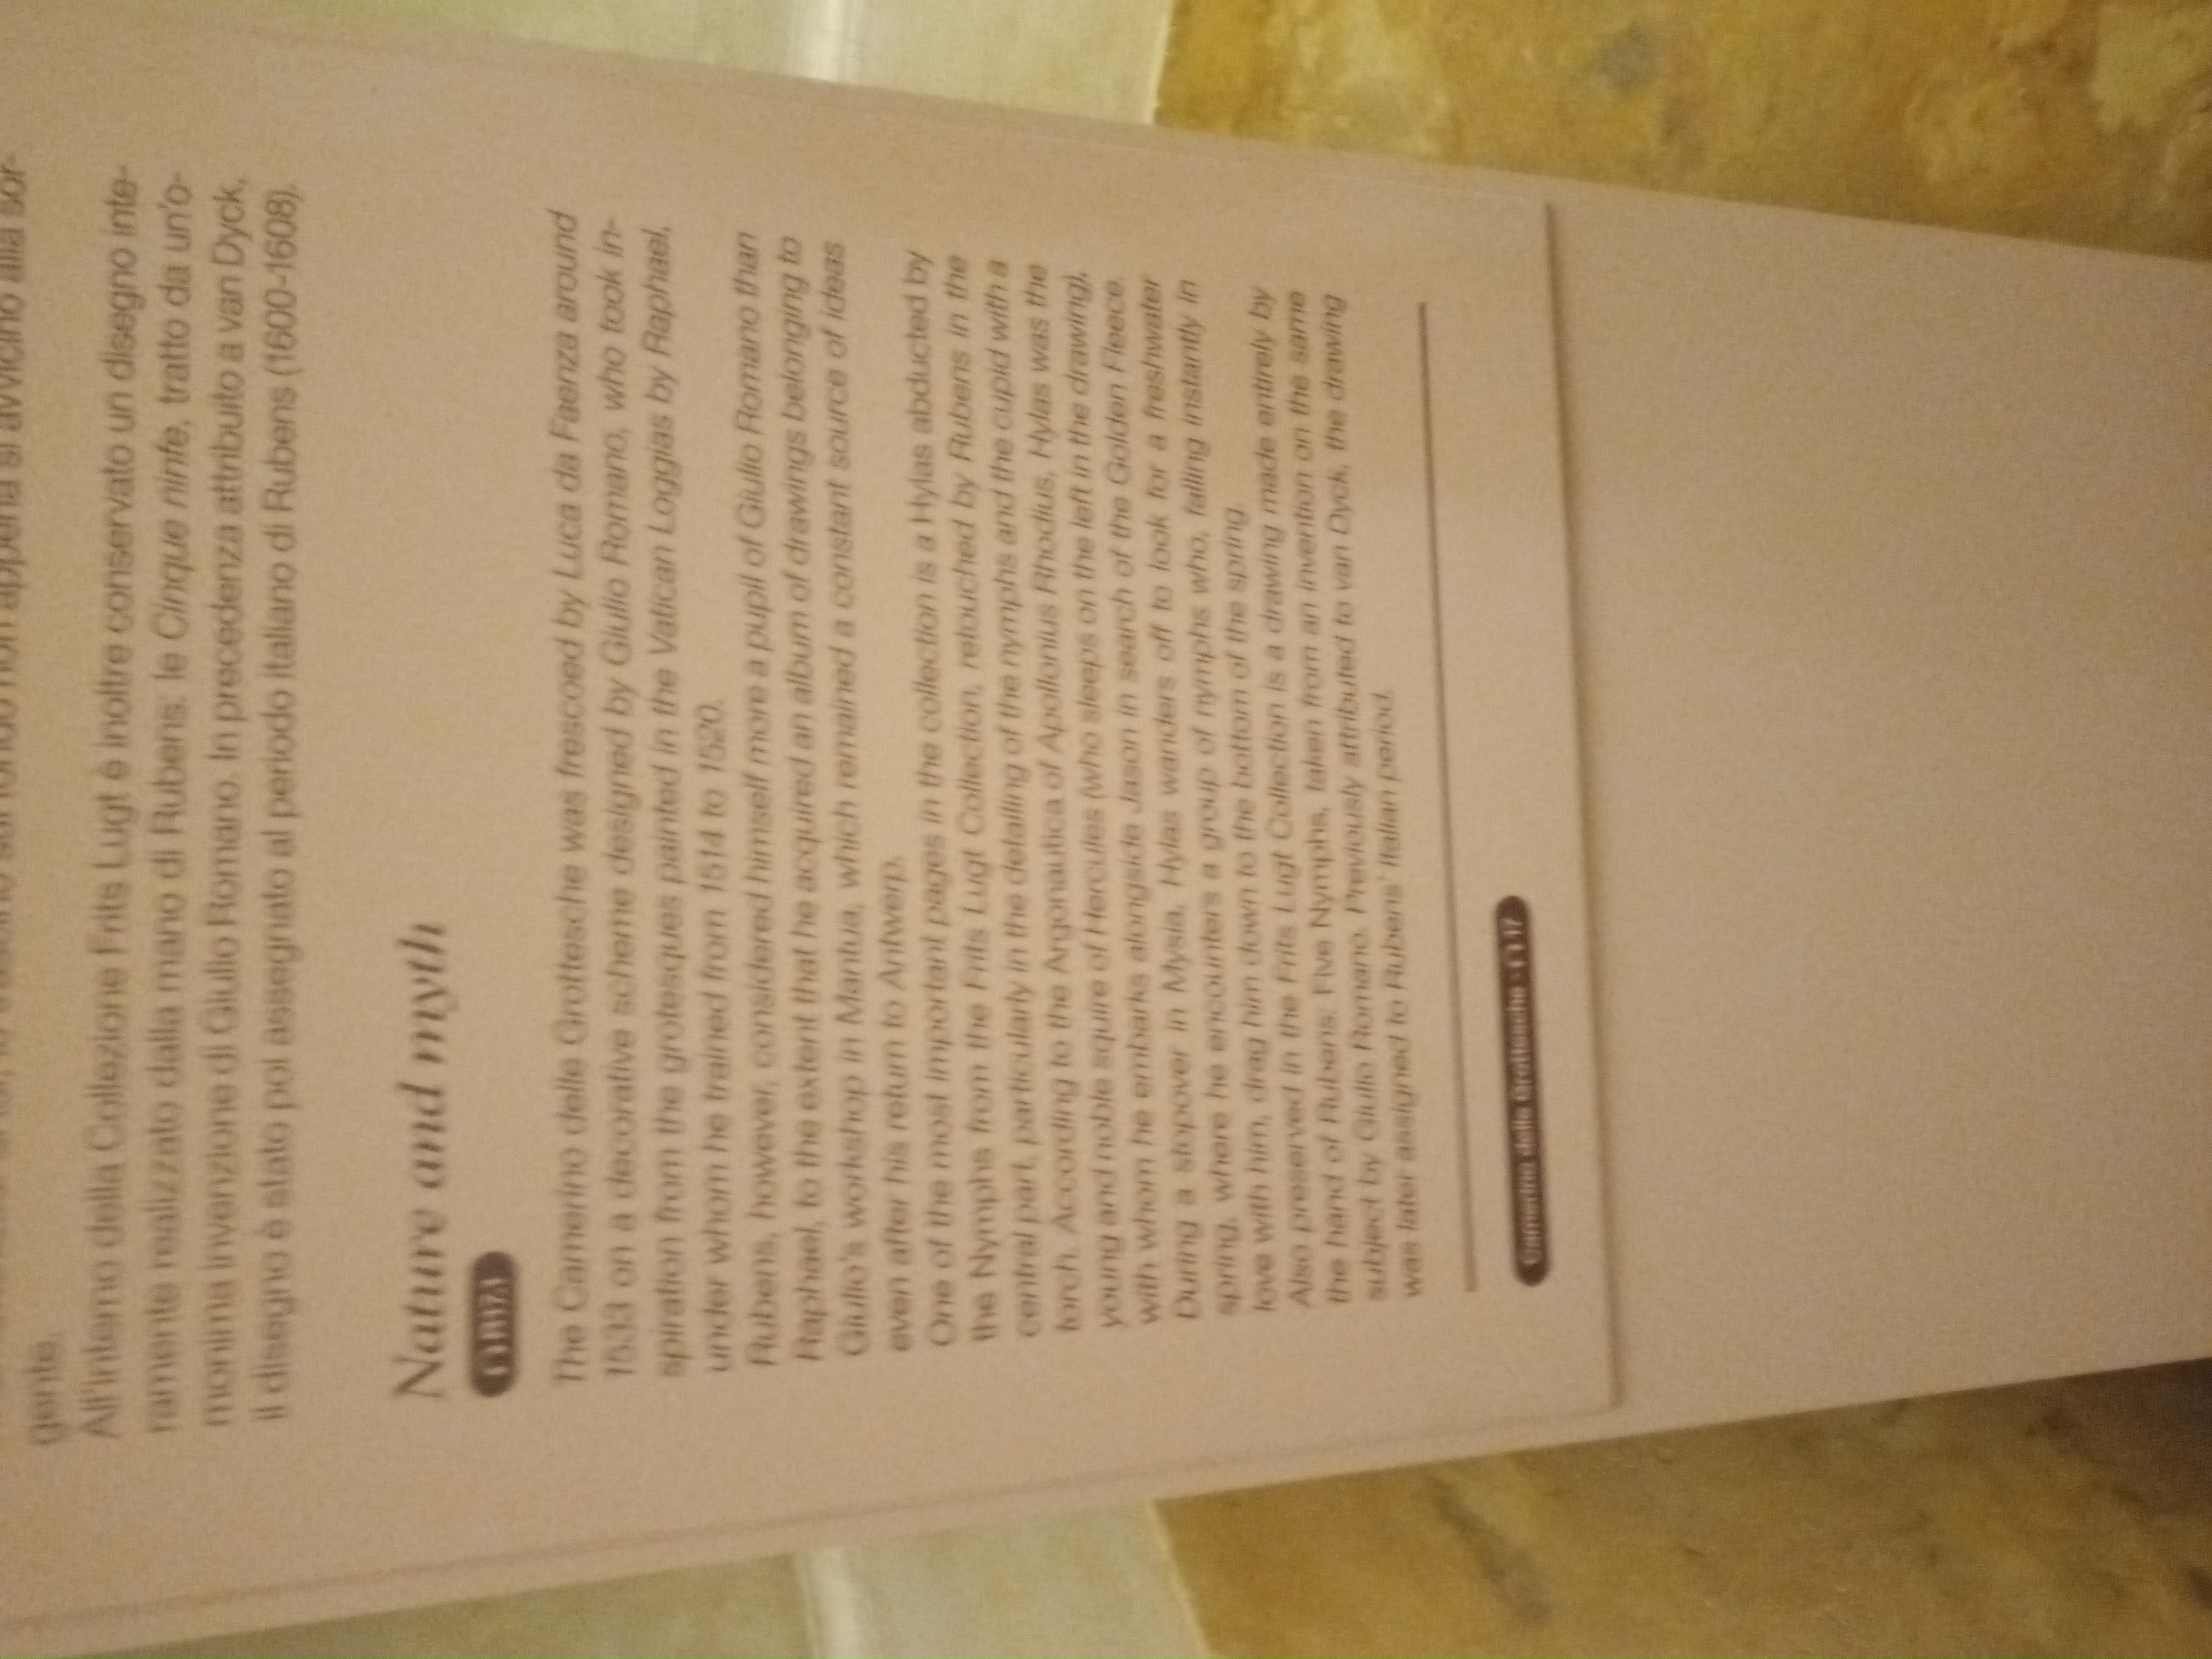 lo trascino sul fondo non appena si avvicino alla sor-
gente.
All'interno della Collezione Frits Lugt è inoltre conservato un disegno inte-
ramente realizzato dalla mano di Rubens: le Cinque ninfe, tratto da un'o-
monima invenzione di Giulio Romano. In precedenza attribuito a van Dyck,
il disegno è stato poi assegnato al periodo italiano di Rubens (1600-1608).
Nature and myth
R17.1
The Camerino delle Grottesche was frescoed by Luca da Faenza around
1533 on a decorative scheme designed by Giulio Romano, who took in-
spiration from the grotesques painted in the Vatican Loggias by Raphael,
under whom he trained from 1514 to 1520.
Rubens, however, considered himself more a pupil of Giulio Romano than
Raphael, to the extent that he acquired an album of drawings belonging to
Giulio's workshop in Mantua, which remained a constant source of ideas
even after his return to Antwerp.
One of the most important pages in the collection is a Hylas abducted by
the Nymphs from the Frits Lugt Collection, retouched by Rubens in the
central part, particularly in the detailing of the nymphs and the cupid with a
torch. According to the Argonautica of Apollonius Rhodius, Hylas was the
young and noble squire of Hercules (who sleeps on the left in the drawing),
with whom he embarks alongside Jason in search of the Golden Fleece.
During a stopover in Mysia, Hylas wanders off to look for a freshwater
spring, where he encounters a group of nymphs who, falling instantly in
love with him, drag him down to the bottom of the spring.
Also preserved in the Frits Lugt Collection is a drawing made entirely by
the hand of Rubens: Five Nymphs, taken from an invention on the same
subject by Giulio Romano. Previously attributed to van Dyck, the drawing
was later assigned to Rubens' Italian period.
Camerino delle Grottesche - 17